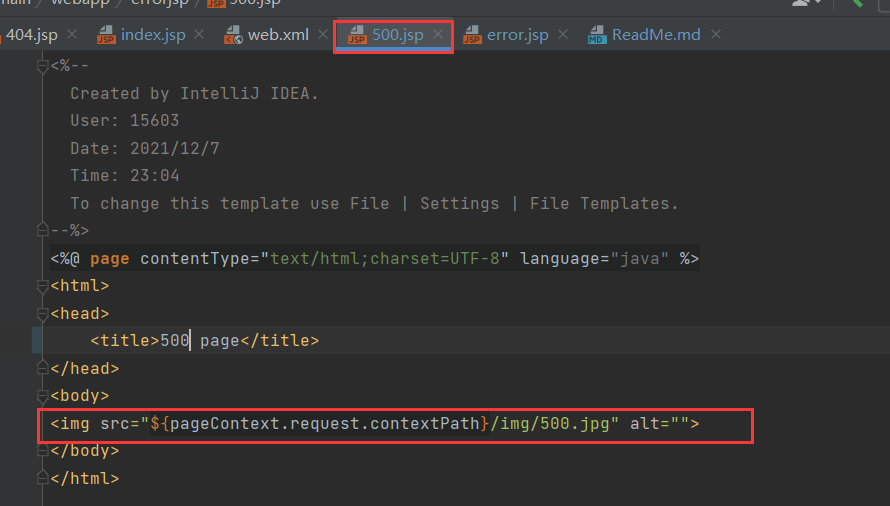 main › webapp › errorjsp › 500.jsp
404.jsp index.jsp web.xml 500.jsp error.jsp ReadMe.md
<%--
Created by IntelliJ IDEA.
User: 15603
Date: 2021/12/7
Time: 23:04
To change this template use File | Settings | File Templates.
--%>
<%@ page contentType="text/html;charset=UTF-8" language="java" %>
<html>
<head>
<title>500 page</title>
</head>
<body>
<img src="${pageContext.request.contextPath}/img/500.jpg" alt="">
</body>
</html>